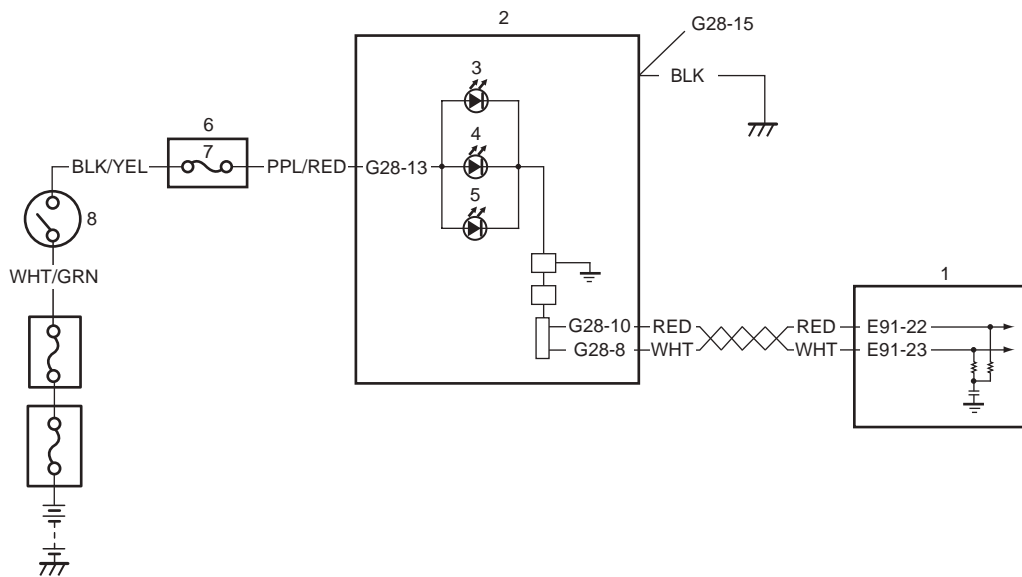 2
G28-15
3
BLK
6
4
7
BLK/YEL
PPL/RED
G28-13
5
8
WHT/GRN
1
G28-10
RED
RED
E91-22
G28-8
WHT
WHT
E91-23